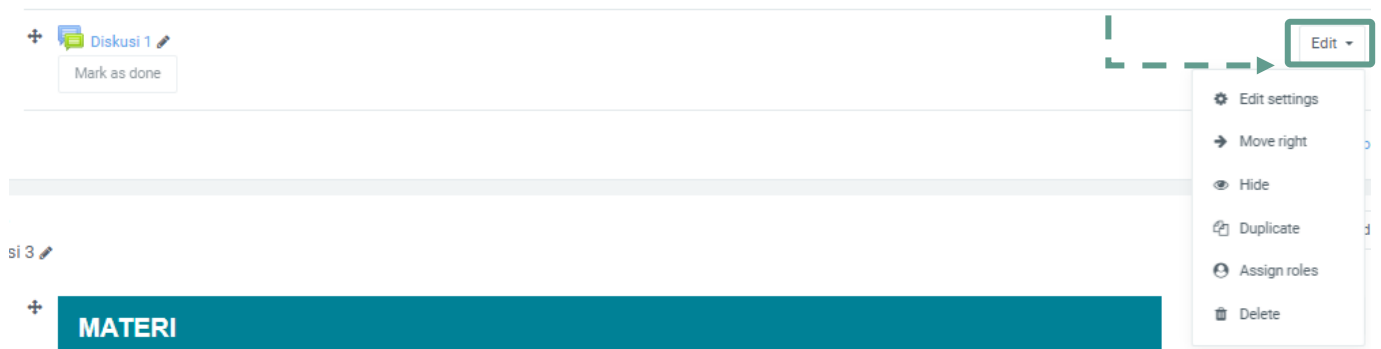 Diskusi 1
Edit
Mark as done
Edit settings
Move right
Hide
Duplicate
si 3
Assign roles
MATERI
Delete